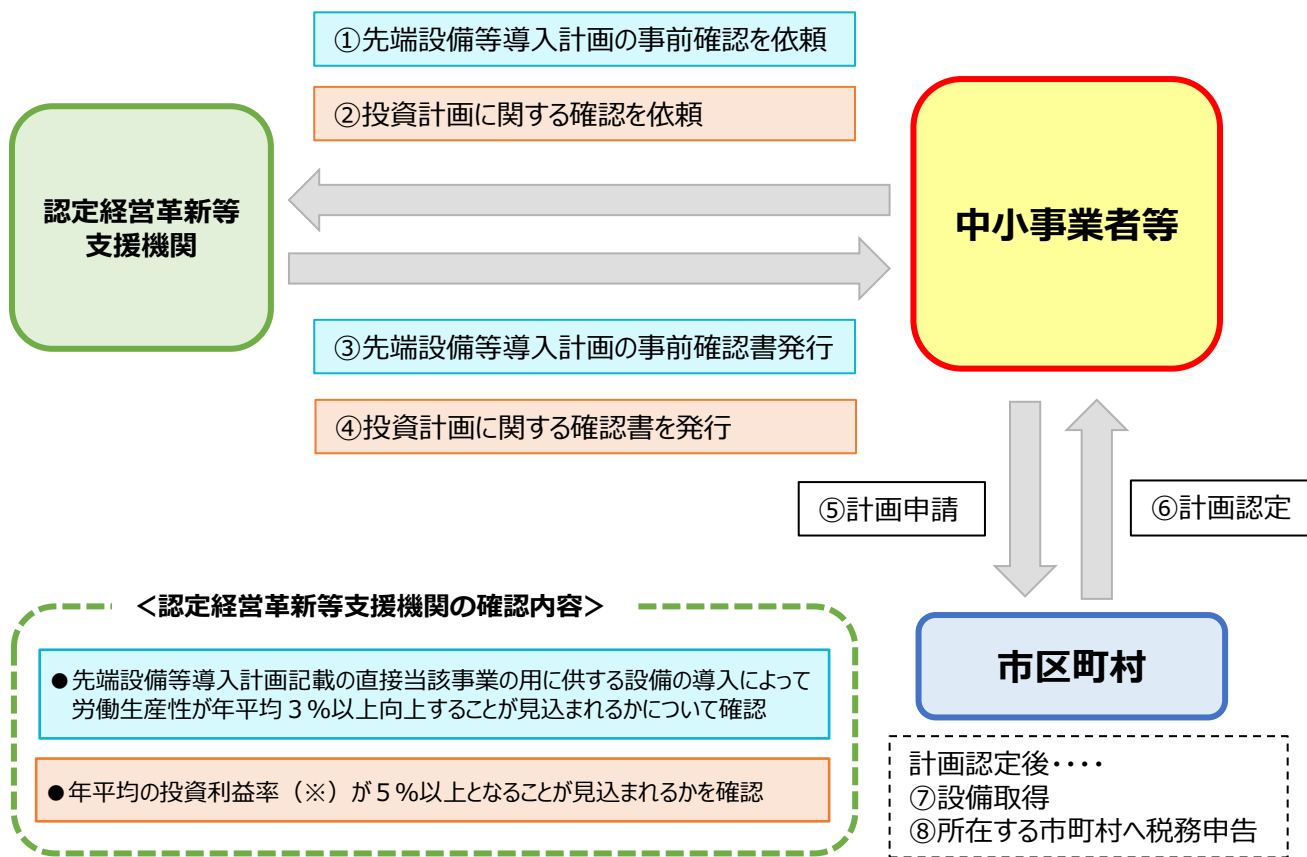 ①先端設備等導入計画の事前確認を依頼
②投資計画に関する確認を依頼
認定経営革新等
支援機関
中小事業者等
③先端設備等導入計画の事前確認書発行
④投資計画に関する確認書を発行
⑤計画申請
⑥計画認定
＜認定経営革新等支援機関の確認内容＞
●先端設備等導入計画記載の直接当該事業の用に供する設備の導入によって
労働生産性が年平均３％以上向上することが見込まれるかについて確認
●年平均の投資利益率（※）が５％以上となることが見込まれるかを確認
市区町村
計画認定後・・・・
⑦設備取得
⑧所在する市町村へ税務申告